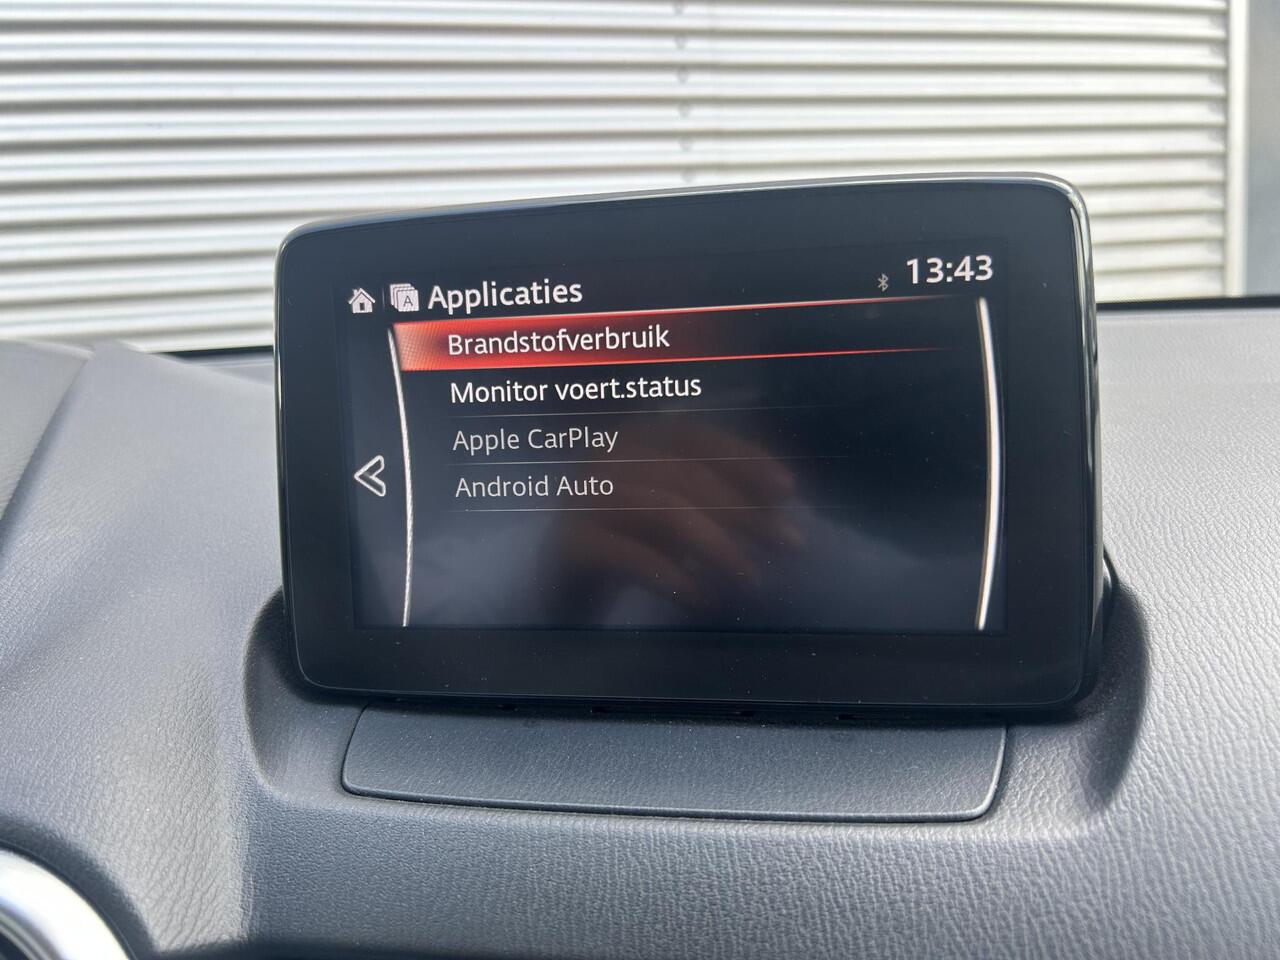 Applicaties
13:43
Brandstofverbruik
Monitor voert.status
Apple CarPlay
Android Auto